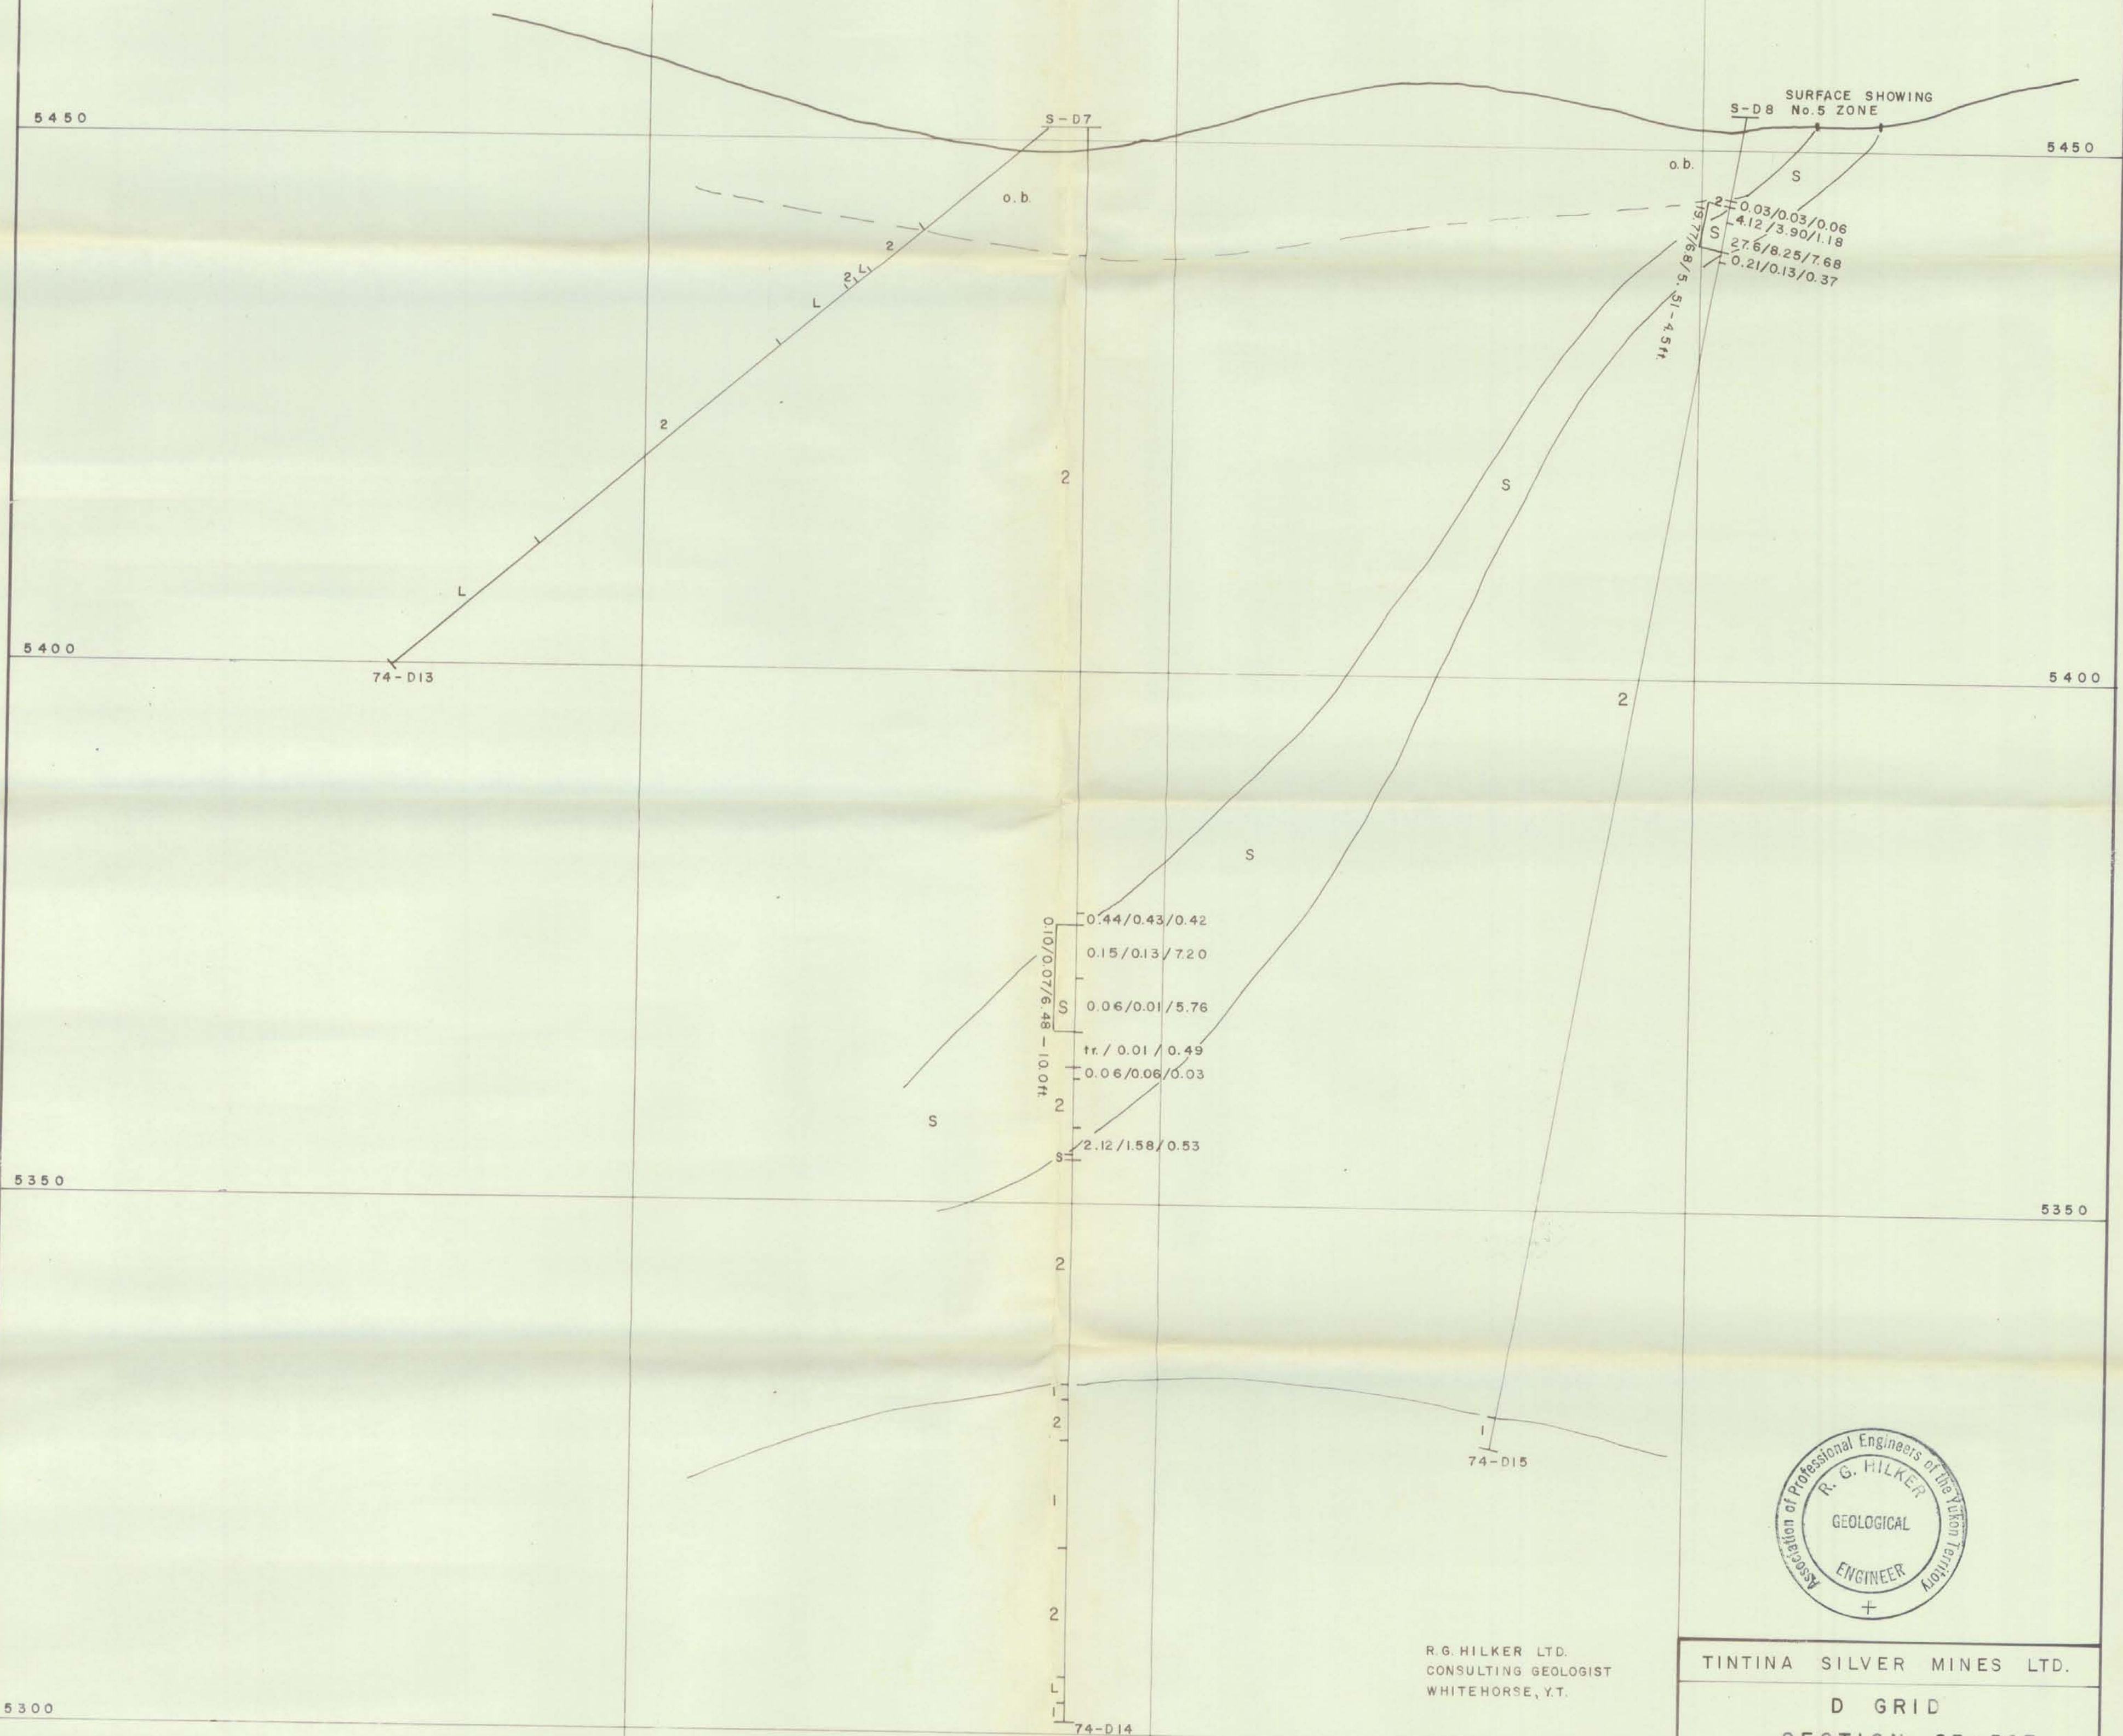 SURFACE SHOWING
S-D8 No.5 ZONE
5450
S-D7
5450
o.b.
S
o.b.
2
0.03/0.03/0.06
4.12/3.90/1.18
S
27.6/8.25/7.68
0.21/0.13/0.37
19.77/6.8/5.51-4.5ft.
2
2
L
L
2
2
S
L
5400
74-D13
5400
2
S
0.44/0.43/0.42
0.15/0.13/7.20
S
0.06/0.01/5.76
0.10/0.07/6.48 - 10.0ft.
tr./0.01/0.49
0.06/0.06/0.03
2
S
2.12/1.58/0.53
S
5350
5350
2
1
2
1
74-D15
1
2
L
1
74-D14
5300
Association of Professional Engineers of the Yukon Territory
R. G. HILKER
GEOLOGICAL
ENGINEER
+
R.G. HILKER LTD.
CONSULTING GEOLOGIST
WHITEHORSE, Y.T.
TINTINA SILVER MINES LTD.
D GRID